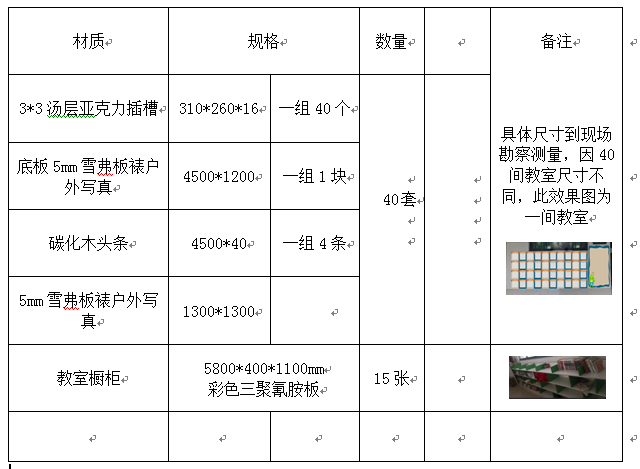 材质
规格
数量
备注
3*3汤层亚克力插槽
310*260*16
一组 40 个
底板 5mm 雪弗板裱户
外写真
4500*1200
一组 1 块
碳化木头条
4500*40
一组 4 条
5mm 雪弗板裱户外写
真
1300*1300
40套
具体尺寸到现场
勘察测量，因 40
间教室尺寸不
同，此效果图为
一间教室
教室橱柜
5800*400*1100mm
彩色三聚氰胺板
15 张